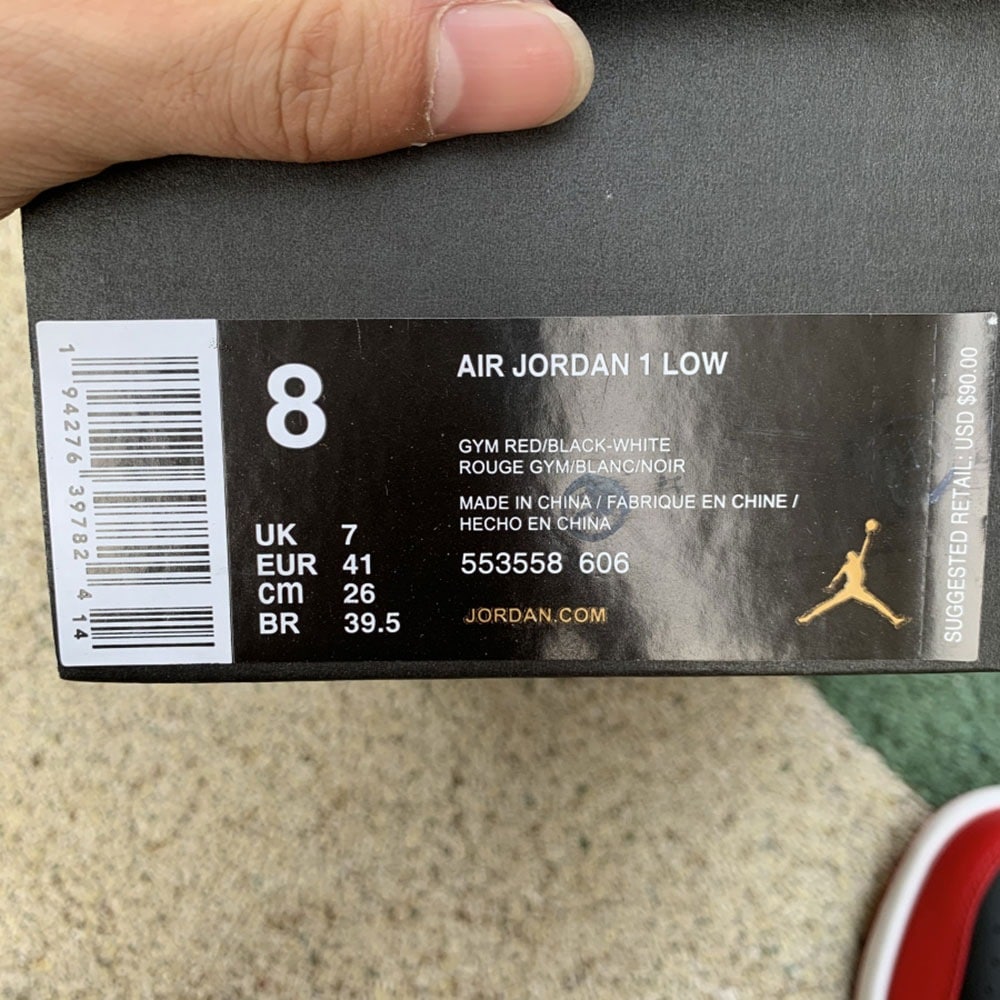 1 94276 39782 4 14
8
UK 7
EUR 41
cm 26
BR 39.5
AIR JORDAN 1 LOW
GYM RED/BLACK-WHITE
ROUGE GYM/BLANC/NOIR
MADE IN CHINA / FABRIQUE EN CHINE /
HECHO EN CHINA
553558 606
JORDAN.COM
SUGGESTED RETAIL: USD $90.00